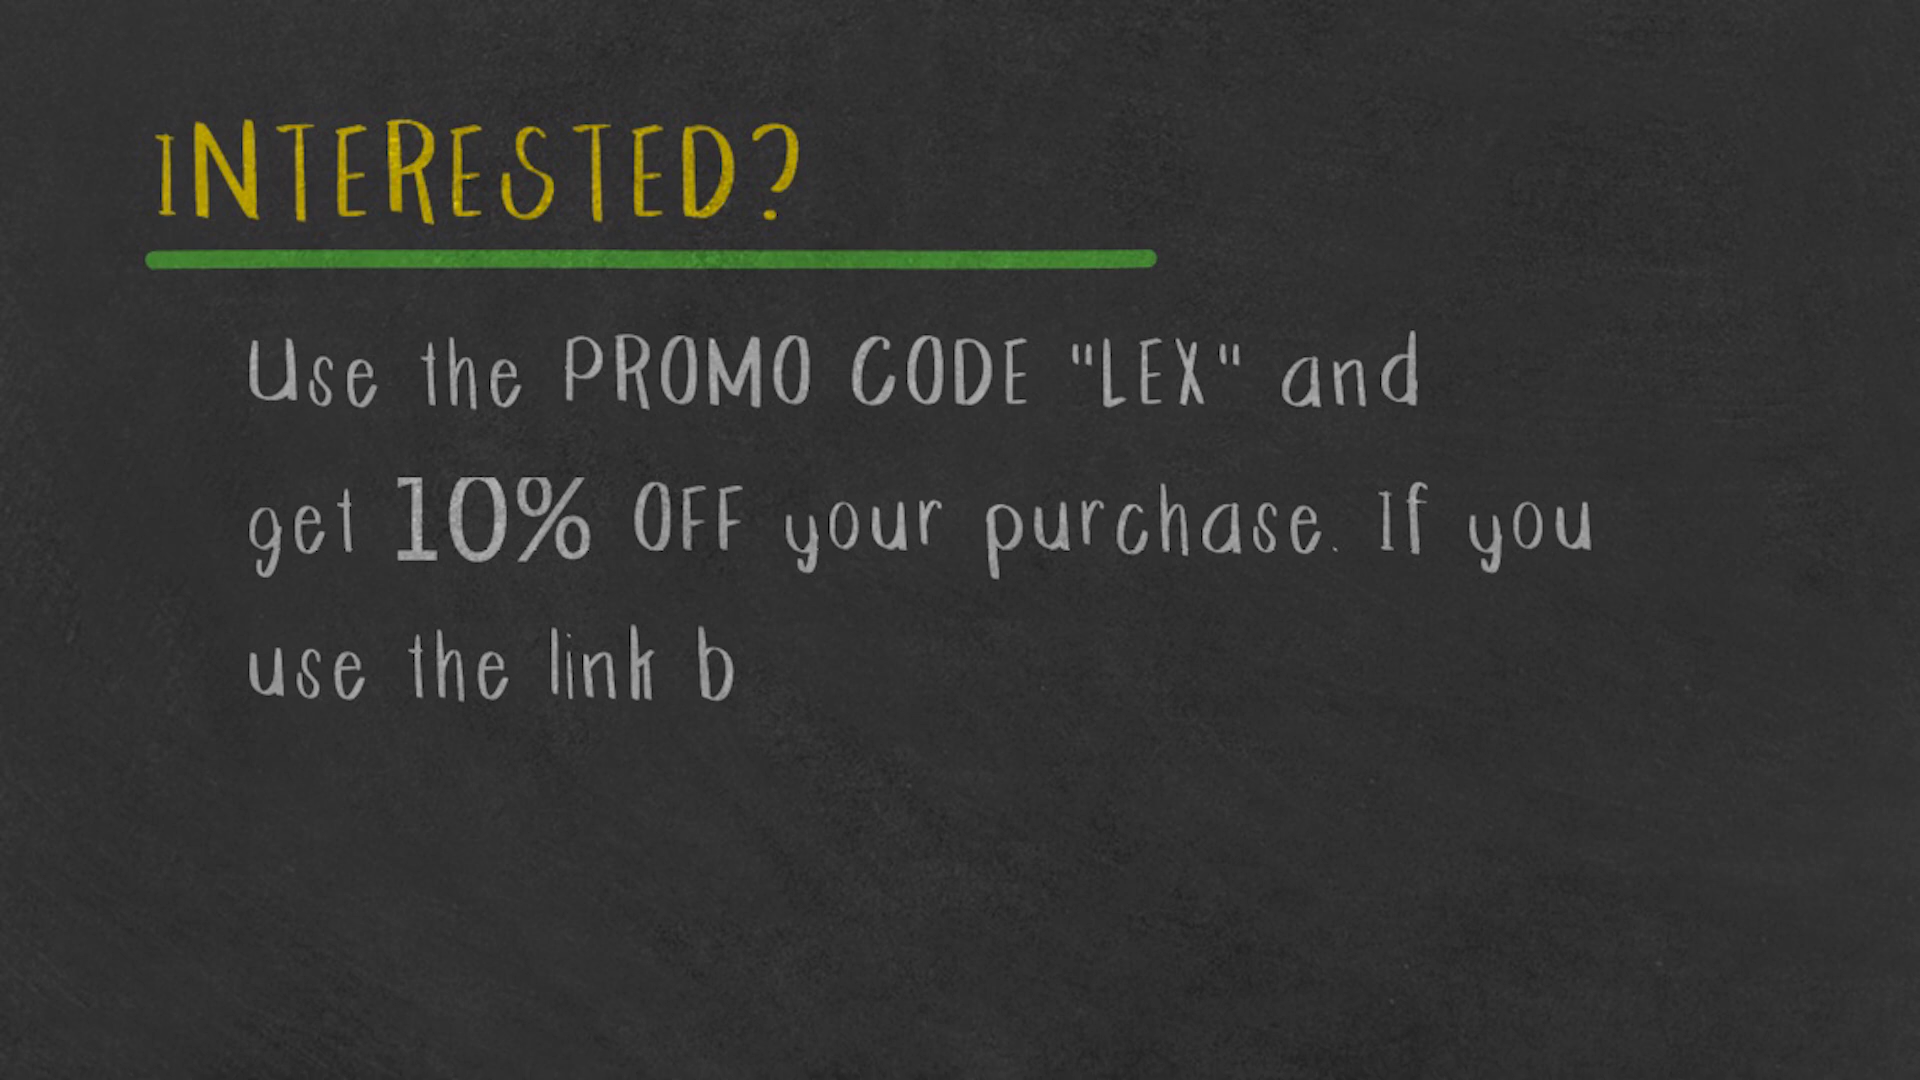 INTERESTED?
Use the PROMO CODE "LEX" and
get 10% OFF your purchase. If you
use the link b